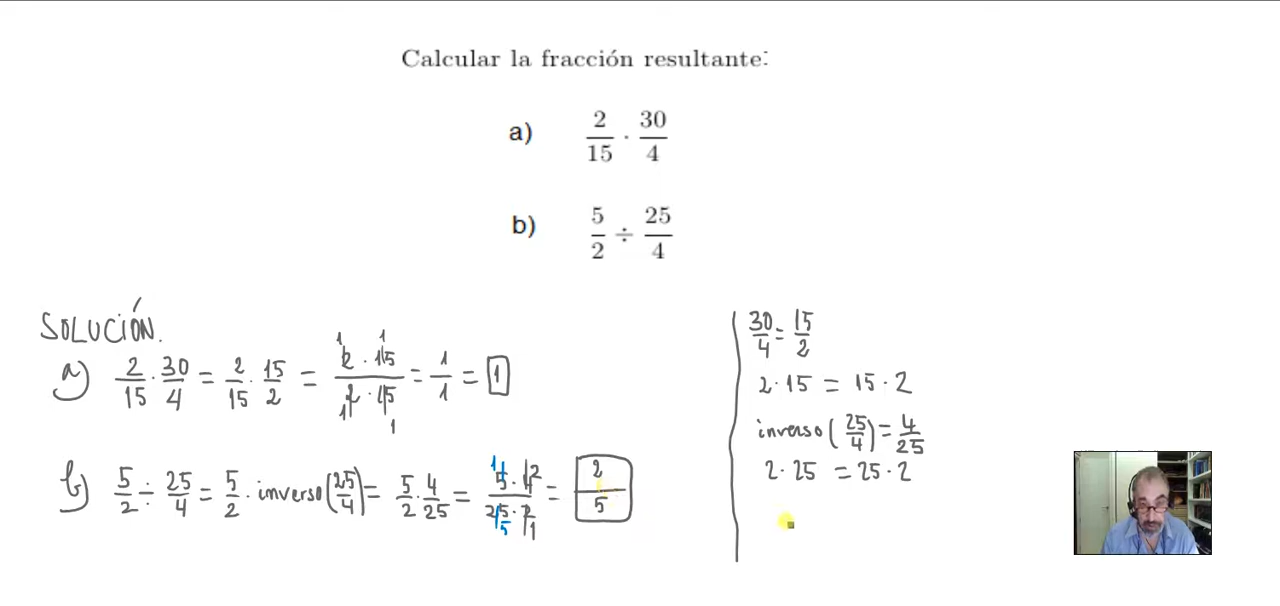 Calcular la fracción resultante:
a) 2/15 · 30/4
b) 5/2 ÷ 25/4
SOLUCIÓN.
a) 2/15 · 30/4 = 2/15 · 15/2 = 2 · 15 / 2 · 15 = 1/1 = 1
b) 5/2 ÷ 25/4 = 5/2 · inverso(25/4) = 5/2 · 4/25 = 5 · 4 / 25 · 2 = 2/5
30/4 = 15/2
2 · 15 = 15 · 2
inverso(25/4) = 4/25
2 · 25 = 25 · 2